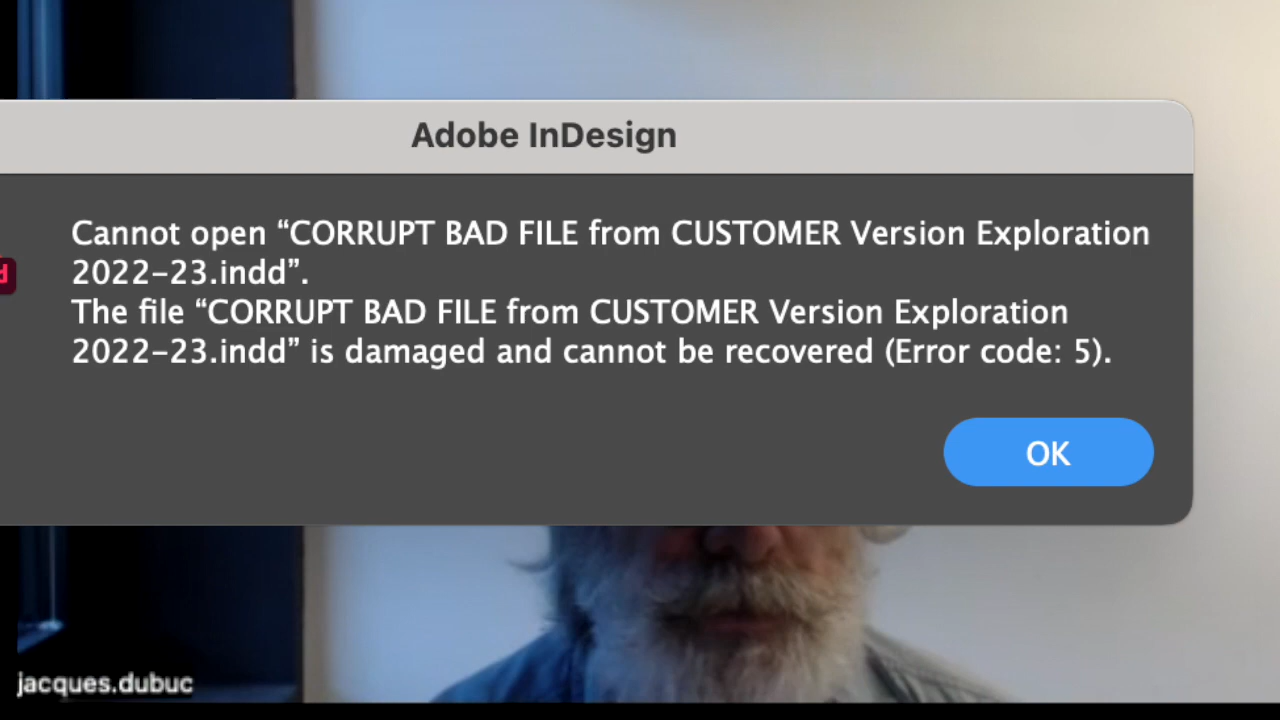 Adobe InDesign
Cannot open “CORRUPT BAD FILE from CUSTOMER Version Exploration
2022-23.indd”.
The file “CORRUPT BAD FILE from CUSTOMER Version Exploration
2022-23.indd” is damaged and cannot be recovered (Error code: 5).
OK
jacques.dubuc